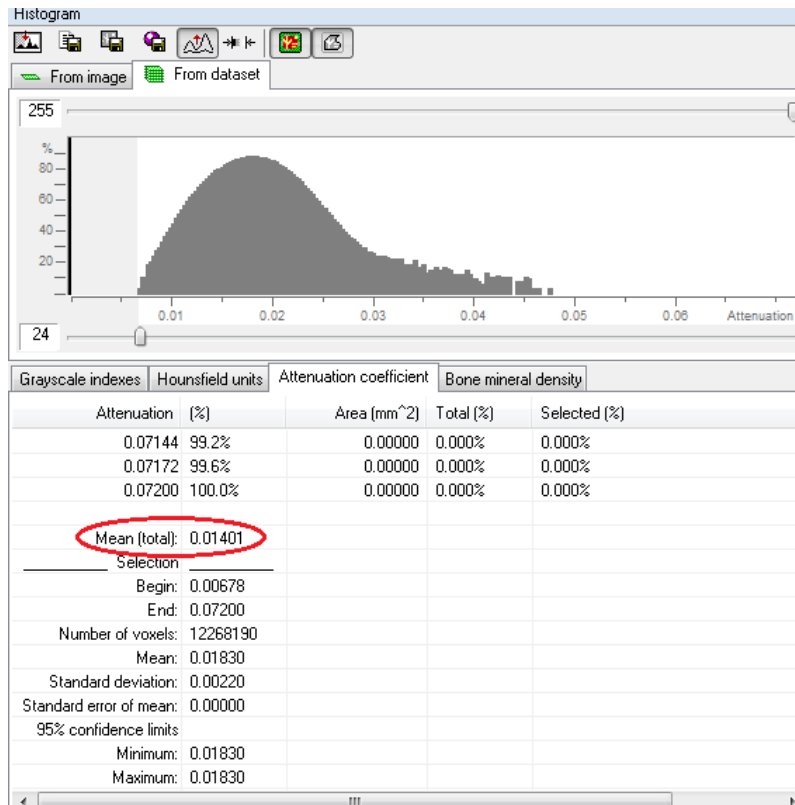 Histogram
From image From dataset
255
%
80
60
40
20
0.01 0.02 0.03 0.04 0.05 0.06 Attenuation
24
Grayscale indexes Hounsfield units Attenuation coefficient Bone mineral density
Attenuation (%) Area (mm^2) Total (%) Selected (%)
0.07144 99.2% 0.00000 0.000% 0.000%
0.07172 99.6% 0.00000 0.000% 0.000%
0.07200 100.0% 0.00000 0.000% 0.000%
Mean (total): 0.01401
Selection
Begin: 0.00678
End: 0.07200
Number of voxels: 12268190
Mean: 0.01830
Standard deviation: 0.00220
Standard error of mean: 0.00000
95% confidence limits
Minimum: 0.01830
Maximum: 0.01830